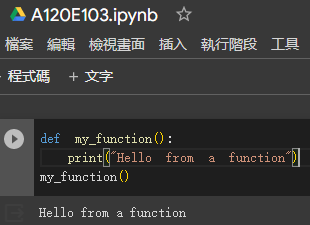 A120E103.ipynb
檔案 編輯 檢視畫面 插入 執行階段 工具
+ 程式碼 + 文字
def my_function():
    print("Hello from a function")
my_function()
Hello from a function